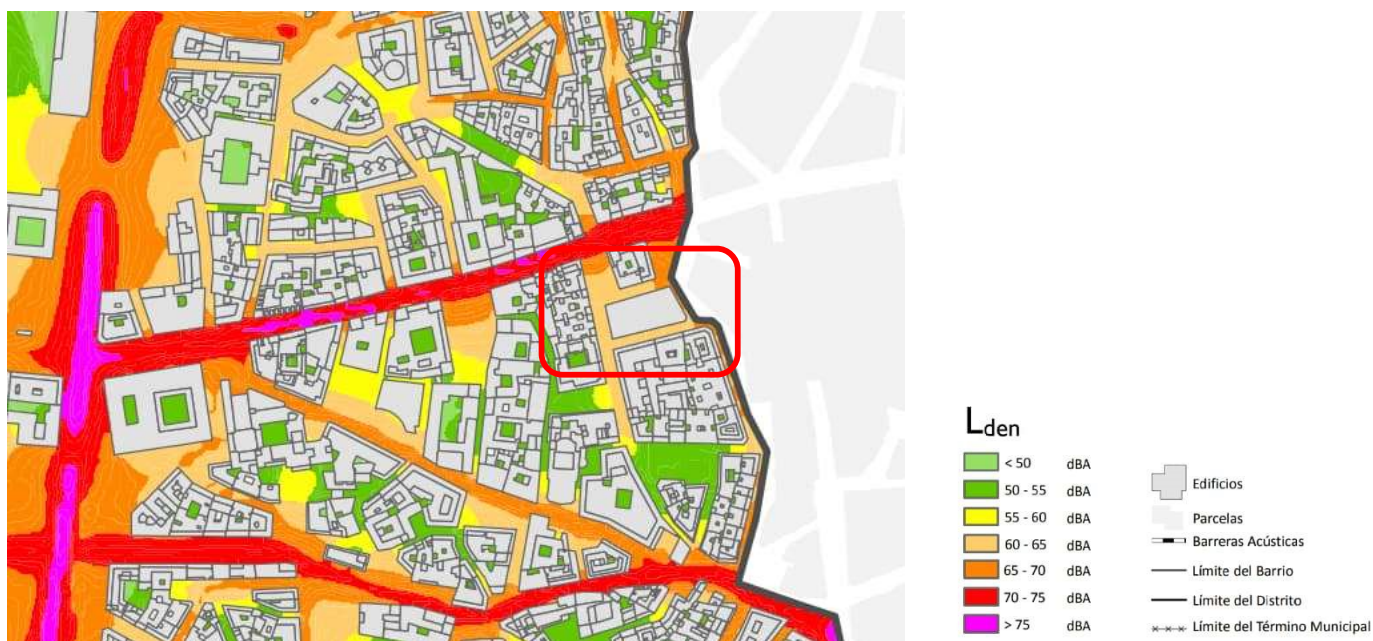 Lden
< 50 dBA
50 - 55 dBA
55 - 60 dBA
60 - 65 dBA
65 - 70 dBA
70 - 75 dBA
> 75 dBA
Edificios
Parcelas
Barreras Acústicas
Límite del Barrio
Límite del Distrito
Límite del Término Municipal